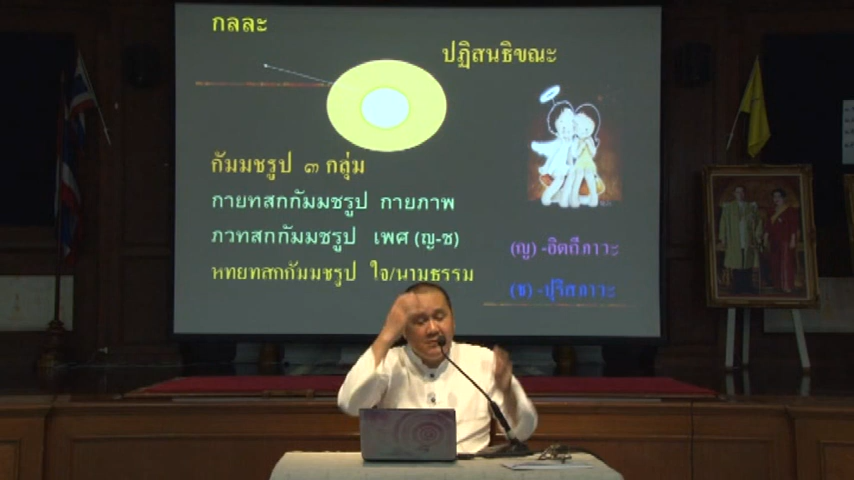 กลละ
ปฏิสนธิขณะ
กัมมชรูป ๓ กลุ่ม
กายทสกกัมมชรูป กายภาพ
ภวทสกกัมมชรูป เพศ (ญ-ช)
หทยทสกกัมมชรูป ใจ/นามธรรม
(ญ) -อิตถีภาวะ
(ช) -ปุริสภาวะ